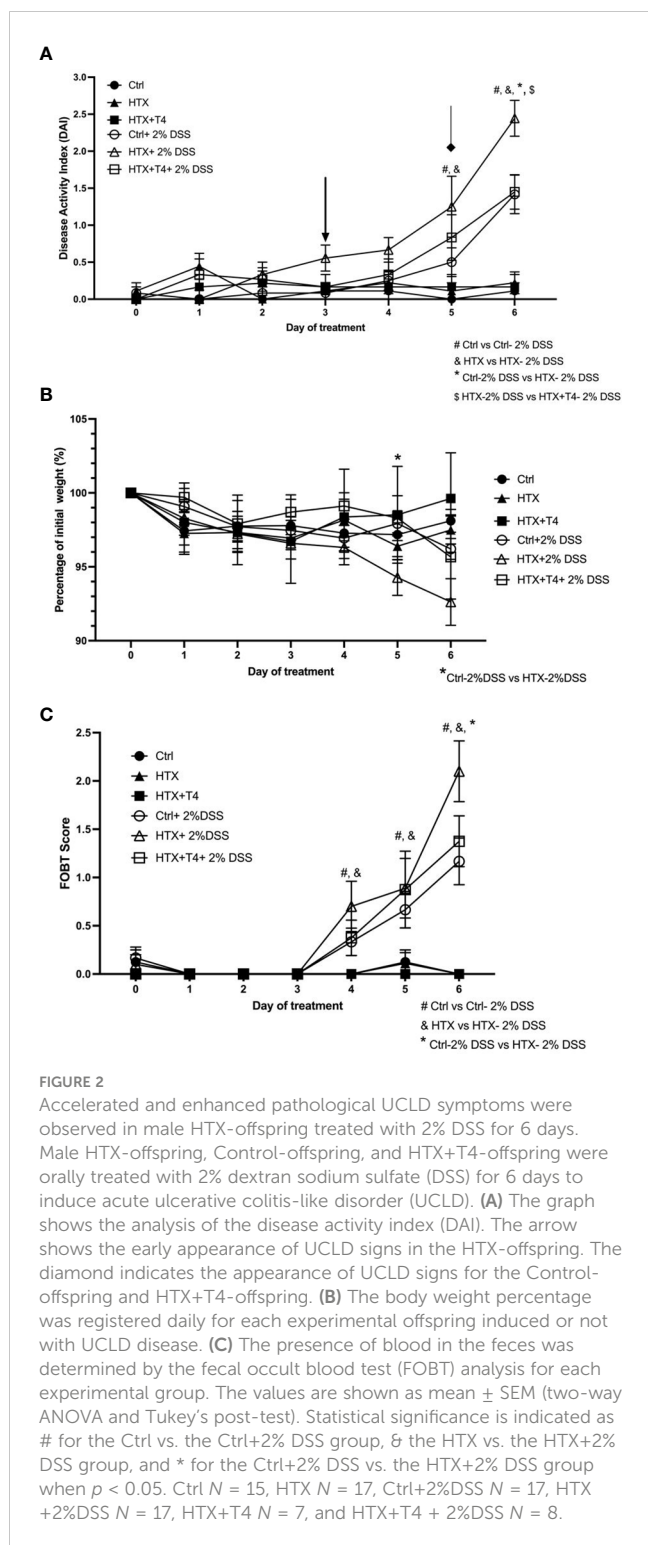 A
Ctrl
HTX
HTX+T4
Ctrl+ 2% DSS
HTX+ 2% DSS
HTX+T4+ 2% DSS
Disease Activity Index (DAI)
3.0
2.5
2.0
1.5
1.0
0.5
0.0
#, &, *, $
#, &
0 1 2 3 4 5 6
Day of treatment
# Ctrl vs Ctrl- 2% DSS
& HTX vs HTX- 2% DSS
* Ctrl-2% DSS vs HTX- 2% DSS
$ HTX-2% DSS vs HTX+T4- 2% DSS
B
Percentage of initial weight (%)
105
100
95
90
*
Ctrl
HTX
HTX+T4
Ctrl+2% DSS
HTX+2% DSS
HTX+T4+ 2% DSS
0 1 2 3 4 5 6
Day of treatment
*Ctrl-2%DSS vs HTX-2%DSS
C
FOBT Score
2.5
2.0
1.5
1.0
0.5
0.0
Ctrl
HTX
HTX+T4
Ctrl+ 2%DSS
HTX+ 2%DSS
HTX+T4+ 2% DSS
#, &, *
#, &
#, &
0 1 2 3 4 5 6
Day of treatment
# Ctrl vs Ctrl- 2% DSS
& HTX vs HTX- 2% DSS
* Ctrl-2% DSS vs HTX- 2% DSS
FIGURE 2
Accelerated and enhanced pathological UCLD symptoms were
observed in male HTX-offspring treated with 2% DSS for 6 days.
Male HTX-offspring, Control-offspring, and HTX+T4-offspring were
orally treated with 2% dextran sodium sulfate (DSS) for 6 days to
induce acute ulcerative colitis-like disorder (UCLD). (A) The graph
shows the analysis of the disease activity index (DAI). The arrow
shows the early appearance of UCLD signs in the HTX-offspring. The
diamond indicates the appearance of UCLD signs for the Control-
offspring and HTX+T4-offspring. (B) The body weight percentage
was registered daily for each experimental offspring induced or not
with UCLD disease. (C) The presence of blood in the feces was
determined by the fecal occult blood test (FOBT) analysis for each
experimental group. The values are shown as mean ± SEM (two-way
ANOVA and Tukey's post-test). Statistical significance is indicated as
# for the Ctrl vs. the Ctrl+2% DSS group, & the HTX vs. the HTX+2%
DSS group, and * for the Ctrl+2% DSS vs. the HTX+2% DSS group
when p < 0.05. Ctrl N = 15, HTX N = 17, Ctrl+2%DSS N = 17, HTX
+2%DSS N = 17, HTX+T4 N = 7, and HTX+T4 + 2%DSS N = 8.